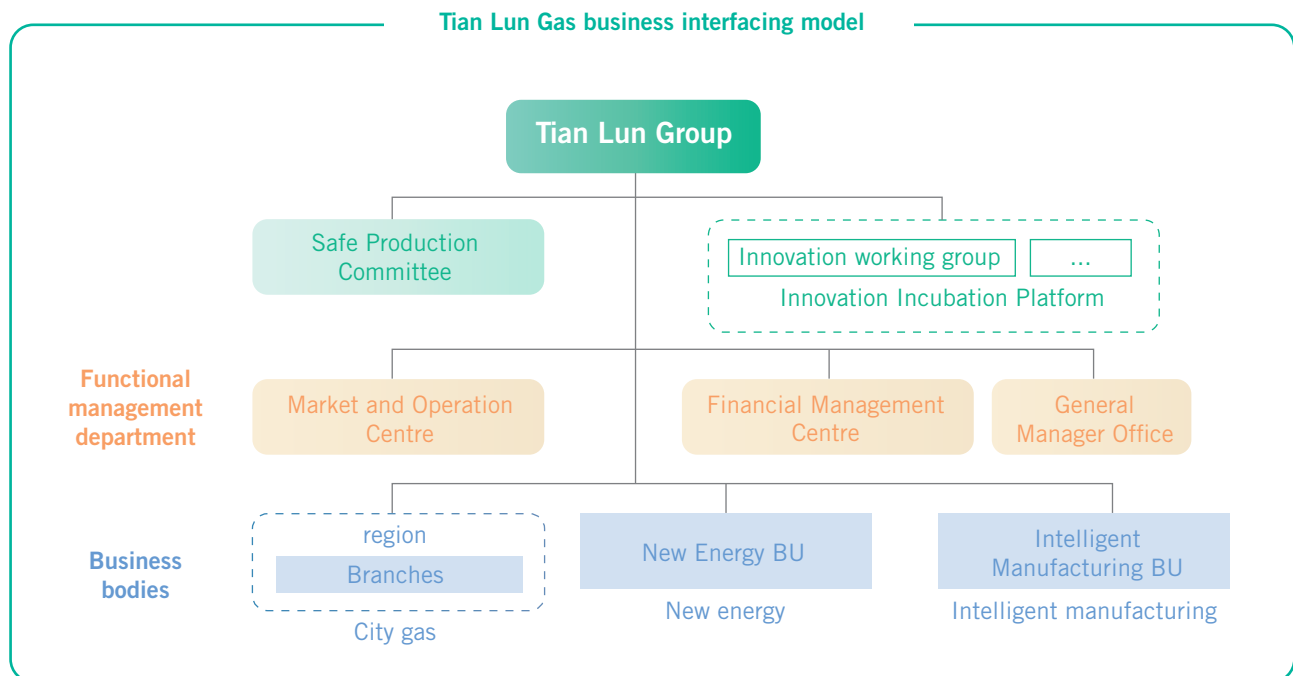 Tian Lun Gas business interfacing model
Tian Lun Group
Safe Production
Committee
Innovation working group
...
Innovation Incubation Platform
Functional
management
department
Market and Operation
Centre
Financial Management
Centre
General
Manager Office
Business
bodies
region
Branches
City gas
New Energy BU
New energy
Intelligent
Manufacturing BU
Intelligent manufacturing